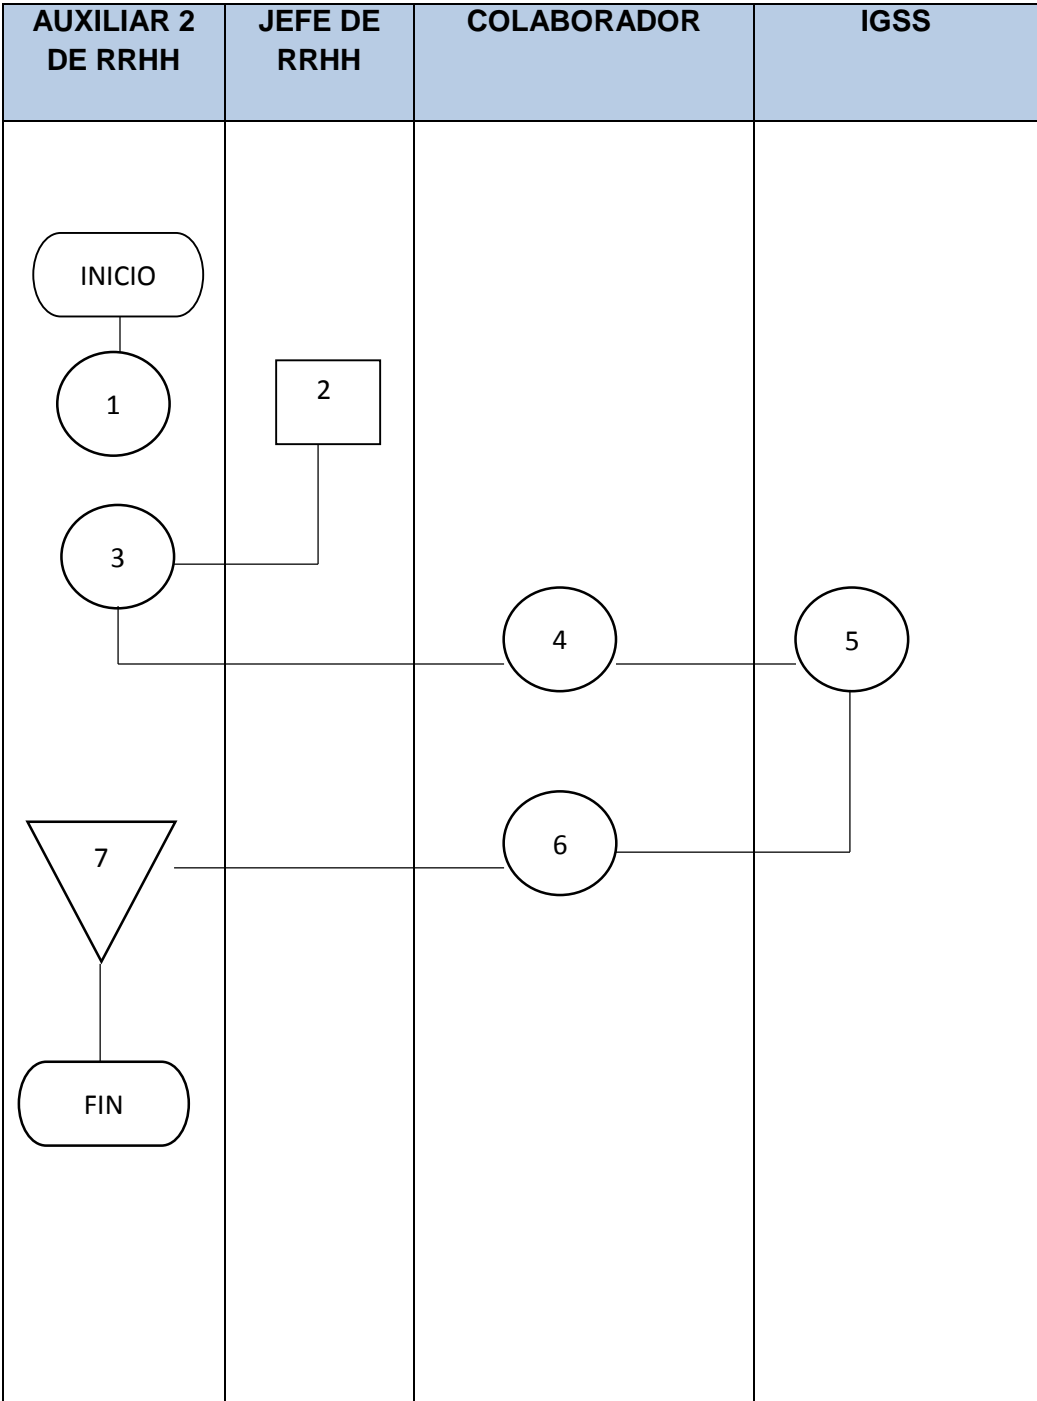 AUXILIAR 2
DE RRHH
JEFE DE
RRHH
COLABORADOR
IGSS
INICIO
1
2
3
4
5
6
7
FIN